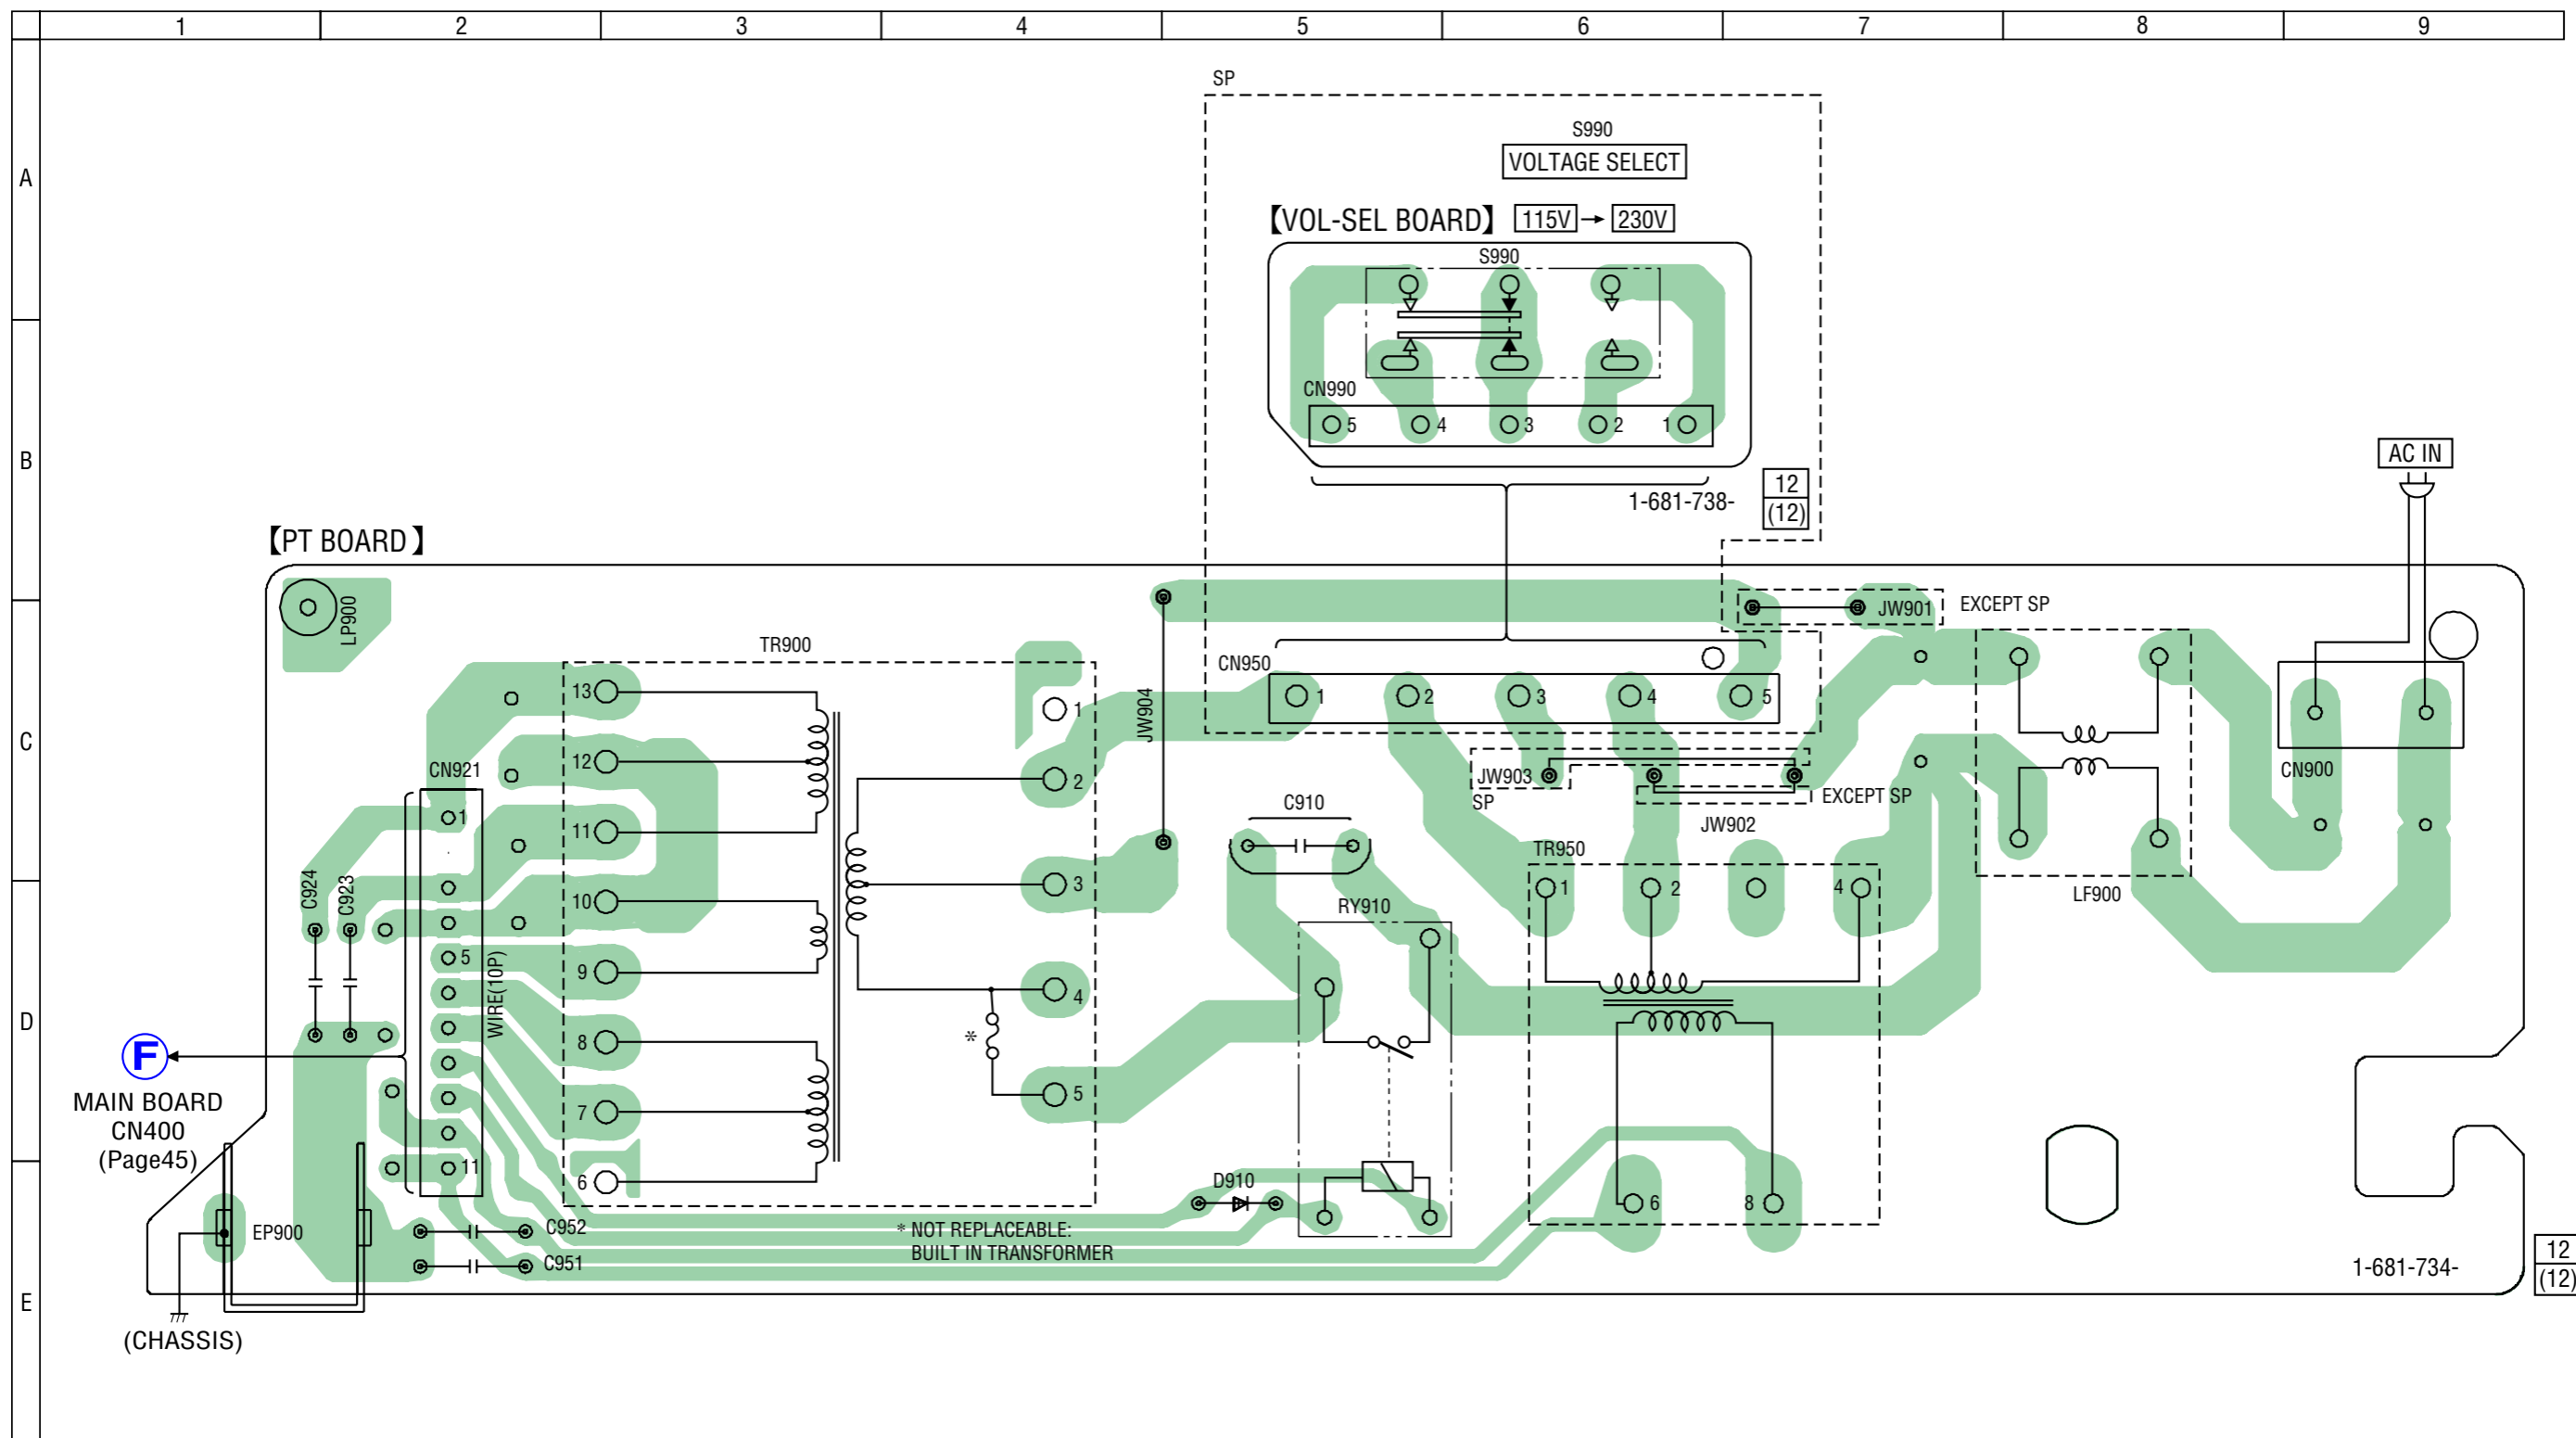 1 2 3 4 5 6 7 8 9
A
B
C
D
E
SP
S990
VOLTAGE SELECT
【VOL-SEL BOARD】 115V → 230V
S990
CN990
5 4 3 2 1
1-681-738-
12
(12)
AC IN
【PT BOARD】
LP900
TR900
13
12
11
10
9
8
7
6
1
2
3
4
5
*
JW904
CN950
1 2 3 4 5
JW901
EXCEPT SP
JW903
SP
EXCEPT SP
JW902
C910
RY910
TR950
1 2 4
6 8
LF900
CN900
CN921
1
5
11
WIRE(10P)
C924
C923
F
MAIN BOARD
CN400
(Page45)
EP900
(CHASSIS)
C952
C951
D910
* NOT REPLACEABLE:
BUILT IN TRANSFORMER
1-681-734-
12
(12)